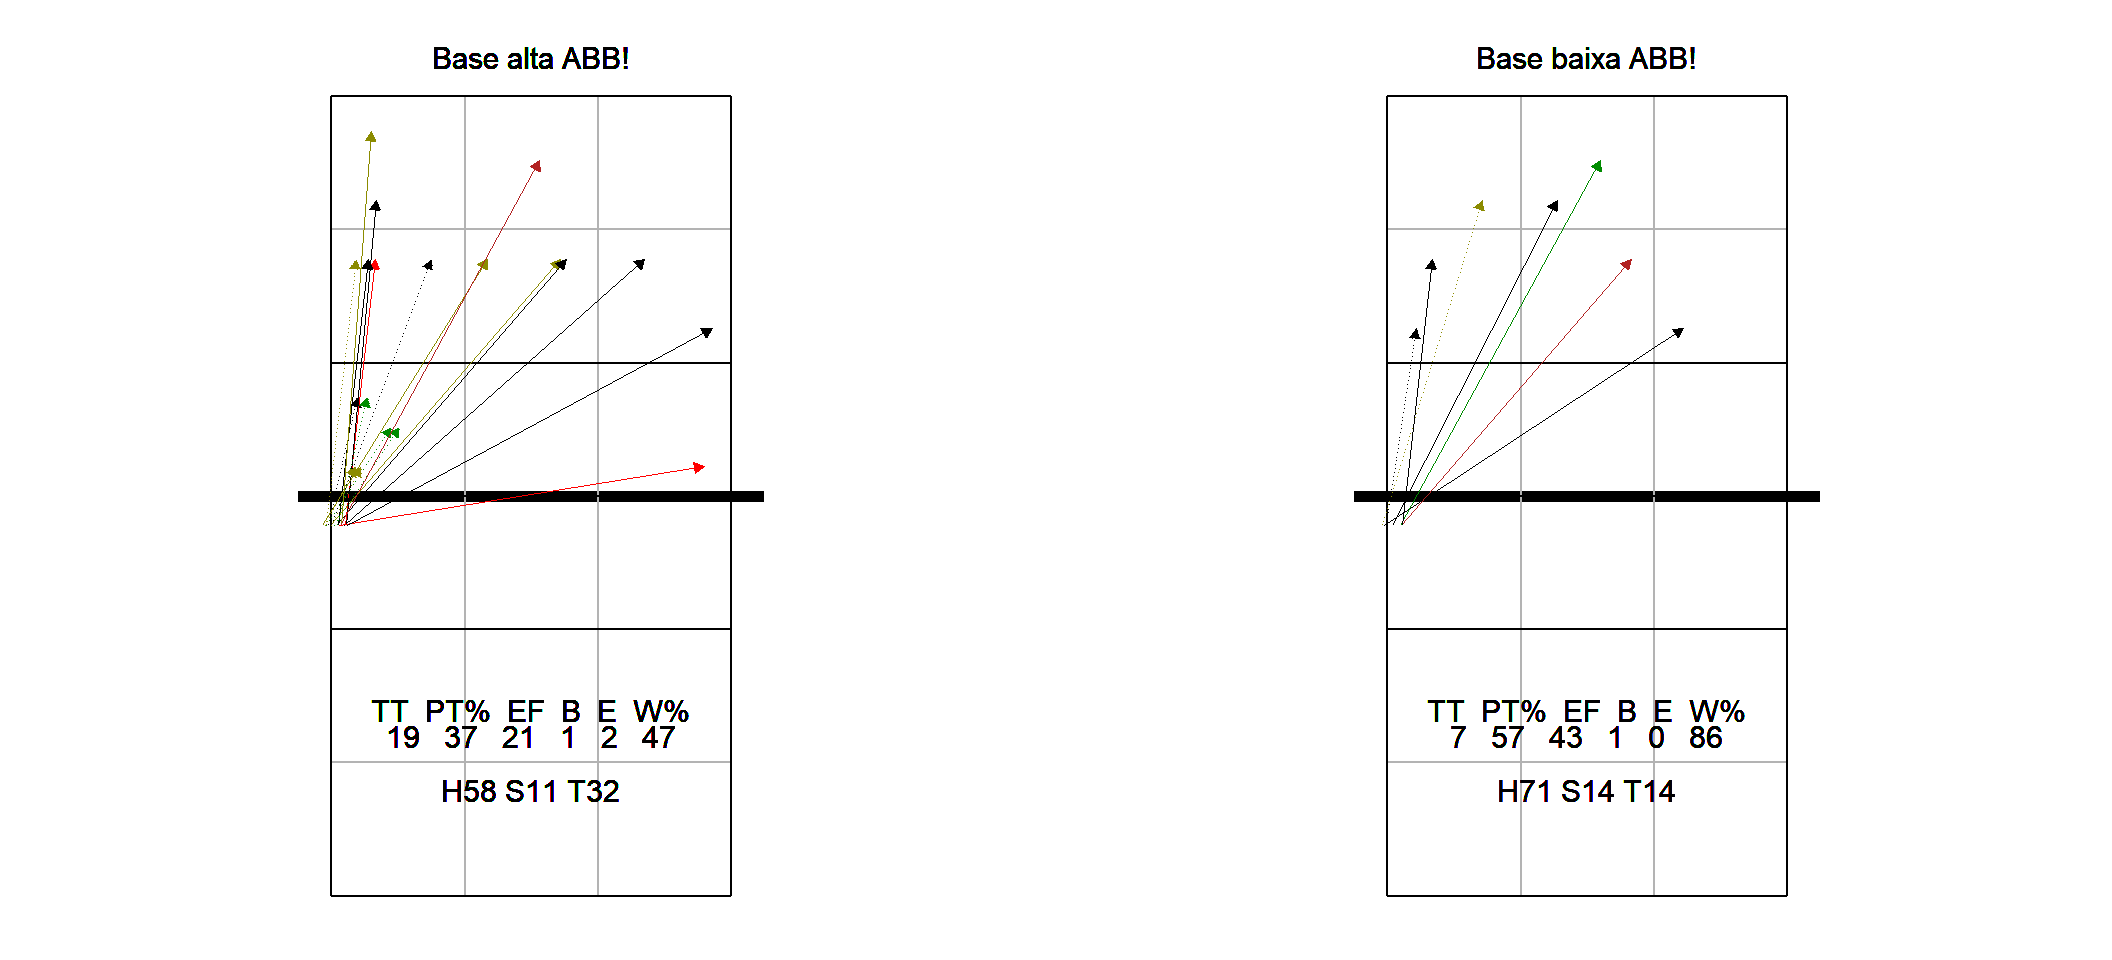 Base alta ABB!
TT PT% EF B E W%
19 37 21 1 2 47
H58 S11 T32
Base baixa ABB!
TT PT% EF B E W%
7 57 43 1 0 86
H71 S14 T14